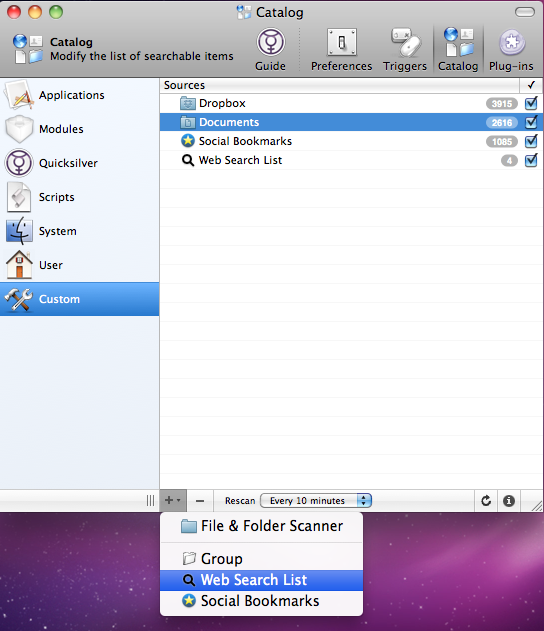 Catalog
Catalog
Modify the list of searchable items
Guide
Preferences
Triggers
Catalog
Plug-ins
Sources
✓
Applications
Modules
Quicksilver
Scripts
System
User
Custom
Dropbox 3915
Documents 2616
Social Bookmarks 1085
Web Search List 4
Rescan Every 10 minutes
File & Folder Scanner
Group
Web Search List
Social Bookmarks